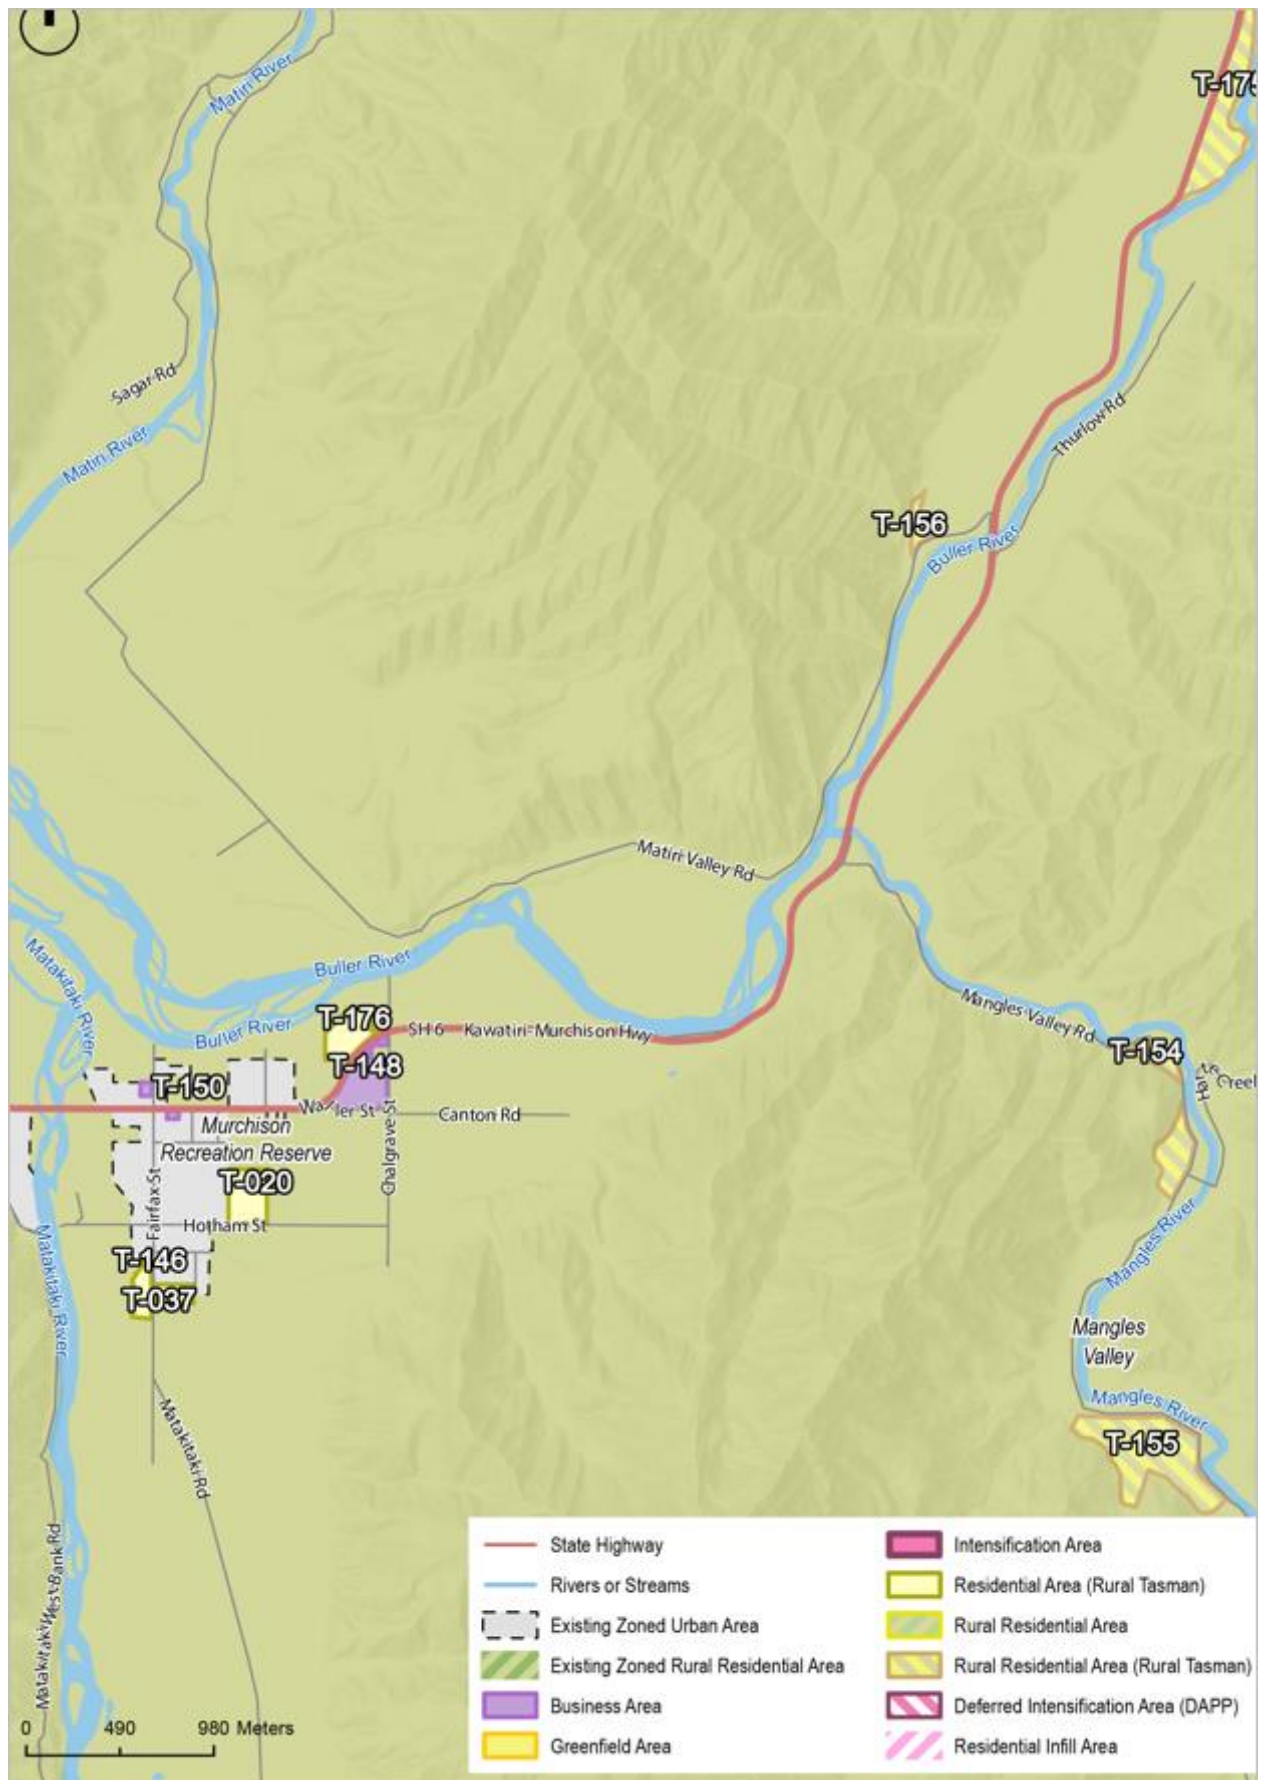 Matiri River
T-175
Sagar Rd
Matiri River
Thurlow Rd
T-156
Buller River
Matiri Valley Rd
Matakitaki River
Buller River
Buller River
T-176
SH 6
Kawatiri-Murchison Hwy
Mangles Valley Rd
T-154
T-148
T-150
Waller St
Canton Rd
Murchison
Recreation Reserve
Chalgrave St
T-020
Fairfax St
Hotham St
Mangles River
T-146
T-037
Matakitaki River
Mangles
Valley
Mangles River
T-155
Matakitaki Rd
Matakitaki West Bank Rd
State Highway
Rivers or Streams
Existing Zoned Urban Area
Existing Zoned Rural Residential Area
Business Area
Greenfield Area
Intensification Area
Residential Area (Rural Tasman)
Rural Residential Area
Rural Residential Area (Rural Tasman)
Deferred Intensification Area (DAPP)
Residential Infill Area
0 490 980 Meters